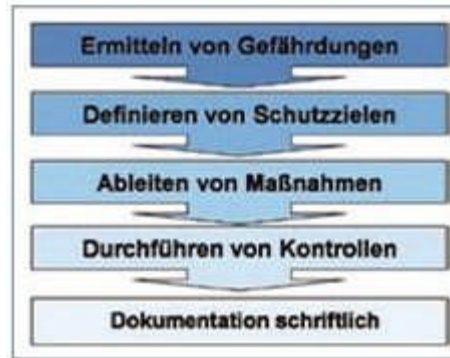 Ermitteln von Gefährdungen
Definieren von Schutzzielen
Ableiten von Maßnahmen
Durchführen von Kontrollen
Dokumentation schriftlich